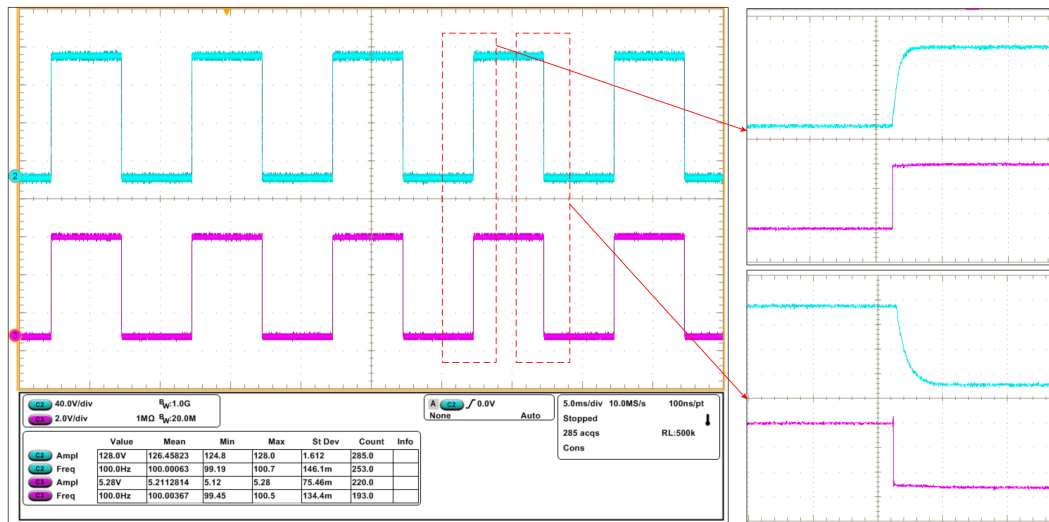 2
3
C2 40.0V/div BW:1.0G
C3 2.0V/div 1MΩ BW:20.0M
A C2 0.0V
None Auto
5.0ms/div 10.0MS/s 100ns/pt
Stopped
285 acqs RL:500k
Cons
Value Mean Min Max St Dev Count Info
C2 Ampl 128.0V 126.45823 124.8 128.0 1.612 285.0
C2 Freq 100.0Hz 100.00063 99.19 100.7 146.1m 253.0
C3 Ampl 5.28V 5.2112814 5.12 5.28 75.46m 220.0
C3 Freq 100.0Hz 100.00367 99.45 100.5 134.4m 193.0